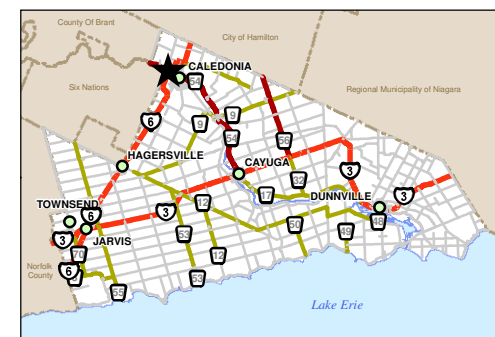 County Of Brant
City of Hamilton
CALEDONIA
54
Six Nations
Regional Municipality of Niagara
6
9
9
54
56
HAGERSVILLE
CAYUGA
3
32
3
17
DUNNVILLE
TOWNSEND
12
6
3
50
48
3
JARVIS
53
49
70
12
Norfolk
County
6
53
55
Lake Erie